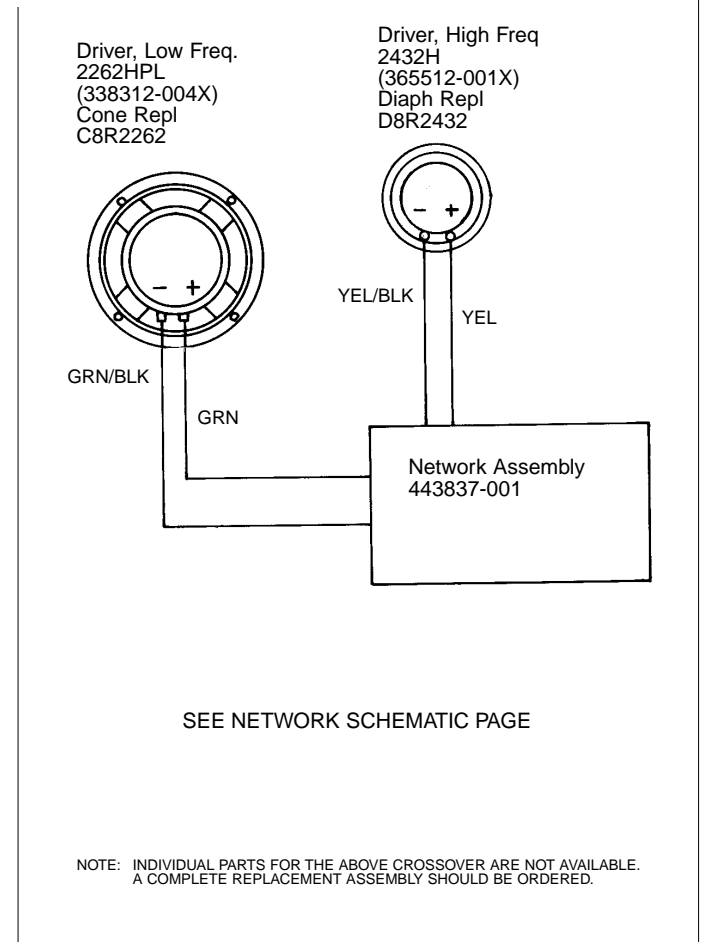 Driver, Low Freq.
2262HPL
(338312-004X)
Cone Repl
C8R2262
Driver, High Freq
2432H
(365512-001X)
Diaph Repl
D8R2432
- +
- +
YEL/BLK
YEL
GRN/BLK
GRN
Network Assembly
443837-001
SEE NETWORK SCHEMATIC PAGE
NOTE: INDIVIDUAL PARTS FOR THE ABOVE CROSSOVER ARE NOT AVAILABLE.
A COMPLETE REPLACEMENT ASSEMBLY SHOULD BE ORDERED.